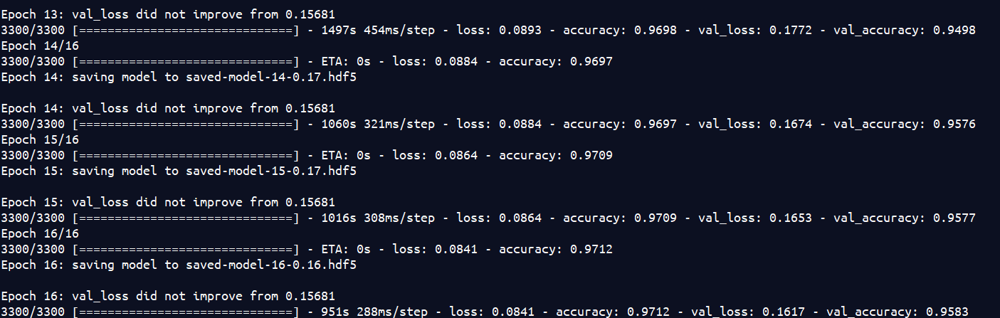 Epoch 13: val_loss did not improve from 0.15681
3300/3300 [==============================] - 1497s 454ms/step - loss: 0.0893 - accuracy: 0.9698 - val_loss: 0.1772 - val_accuracy: 0.9498
Epoch 14/16
3300/3300 [==============================] - ETA: 0s - loss: 0.0884 - accuracy: 0.9697
Epoch 14: saving model to saved-model-14-0.17.hdf5
Epoch 14: val_loss did not improve from 0.15681
3300/3300 [==============================] - 1060s 321ms/step - loss: 0.0884 - accuracy: 0.9697 - val_loss: 0.1674 - val_accuracy: 0.9576
Epoch 15/16
3300/3300 [==============================] - ETA: 0s - loss: 0.0864 - accuracy: 0.9709
Epoch 15: saving model to saved-model-15-0.17.hdf5
Epoch 15: val_loss did not improve from 0.15681
3300/3300 [==============================] - 1016s 308ms/step - loss: 0.0864 - accuracy: 0.9709 - val_loss: 0.1653 - val_accuracy: 0.9577
Epoch 16/16
3300/3300 [==============================] - ETA: 0s - loss: 0.0841 - accuracy: 0.9712
Epoch 16: saving model to saved-model-16-0.16.hdf5
Epoch 16: val_loss did not improve from 0.15681
3300/3300 [==============================] - 951s 288ms/step - loss: 0.0841 - accuracy: 0.9712 - val_loss: 0.1617 - val_accuracy: 0.9583